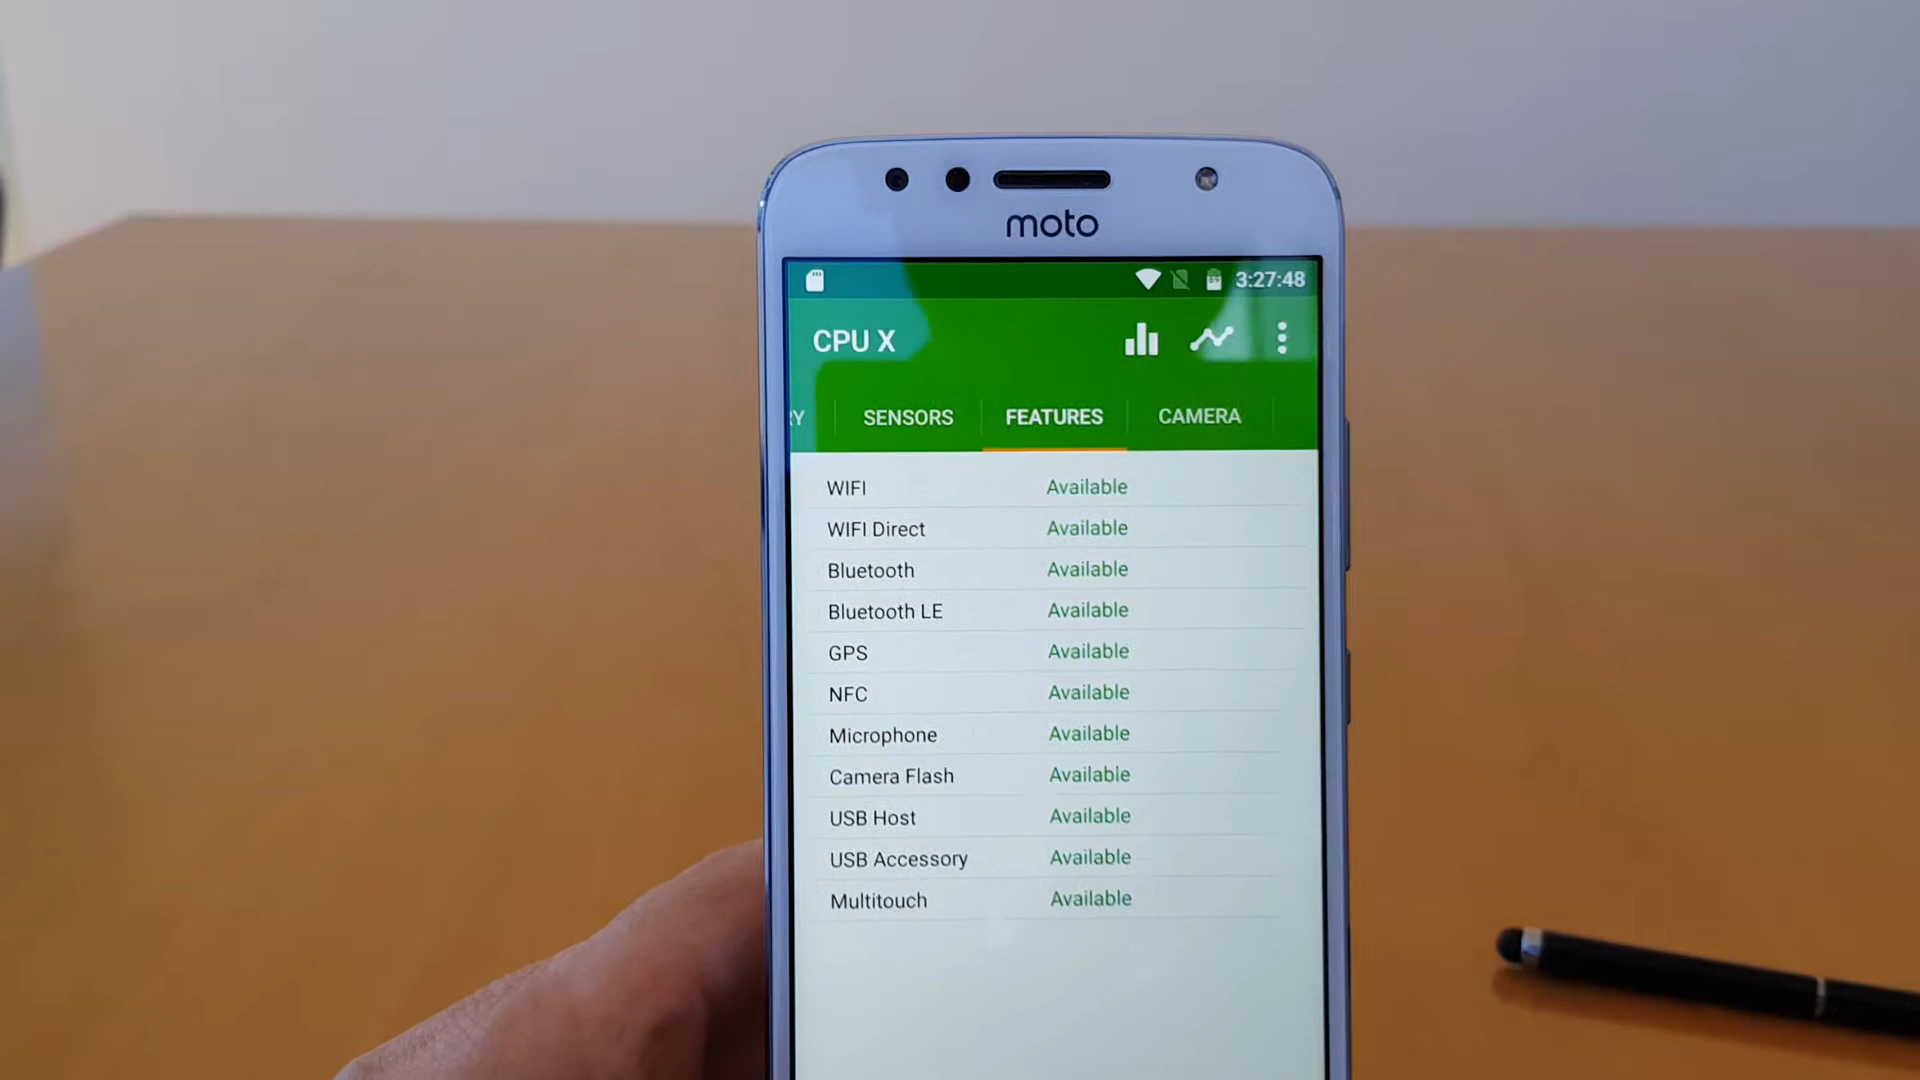 moto
3:27:48
CPU X
RY SENSORS FEATURES CAMERA
WIFI Available
WIFI Direct Available
Bluetooth Available
Bluetooth LE Available
GPS Available
NFC Available
Microphone Available
Camera Flash Available
USB Host Available
USB Accessory Available
Multitouch Available